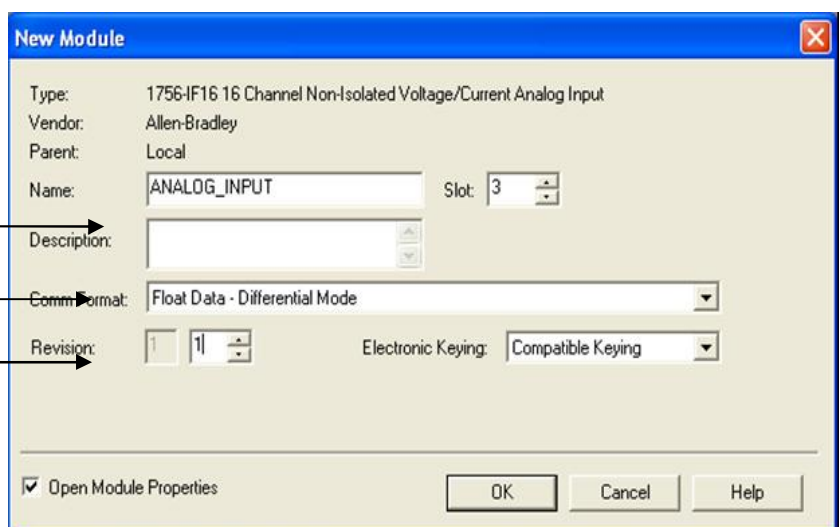 New Module
Type: 1756-IF16 16 Channel Non-Isolated Voltage/Current Analog Input
Vendor: Allen-Bradley
Parent: Local
Name: ANALOG_INPUT Slot: 3
Description:
Comm Format: Float Data - Differential Mode
Revision: 1 1 Electronic Keying: Compatible Keying
Open Module Properties OK Cancel Help